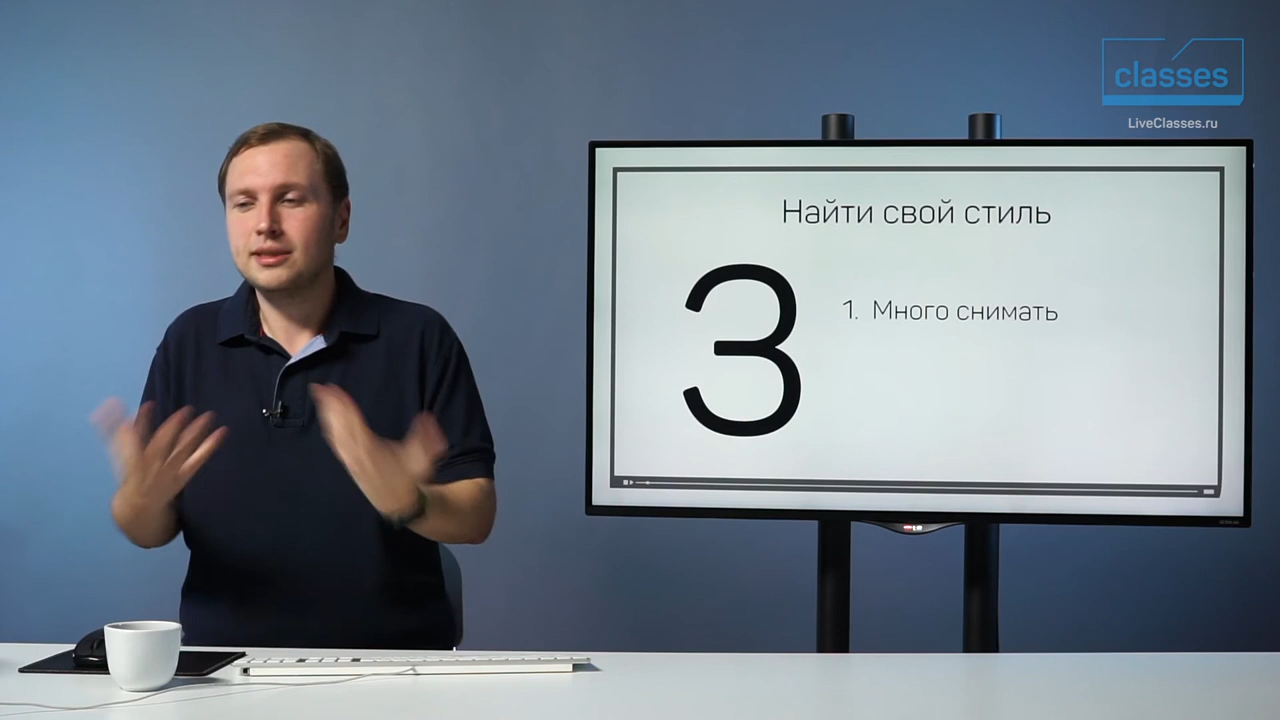 classes
LiveClasses.ru
Найти свой стиль
3
1. Много снимать